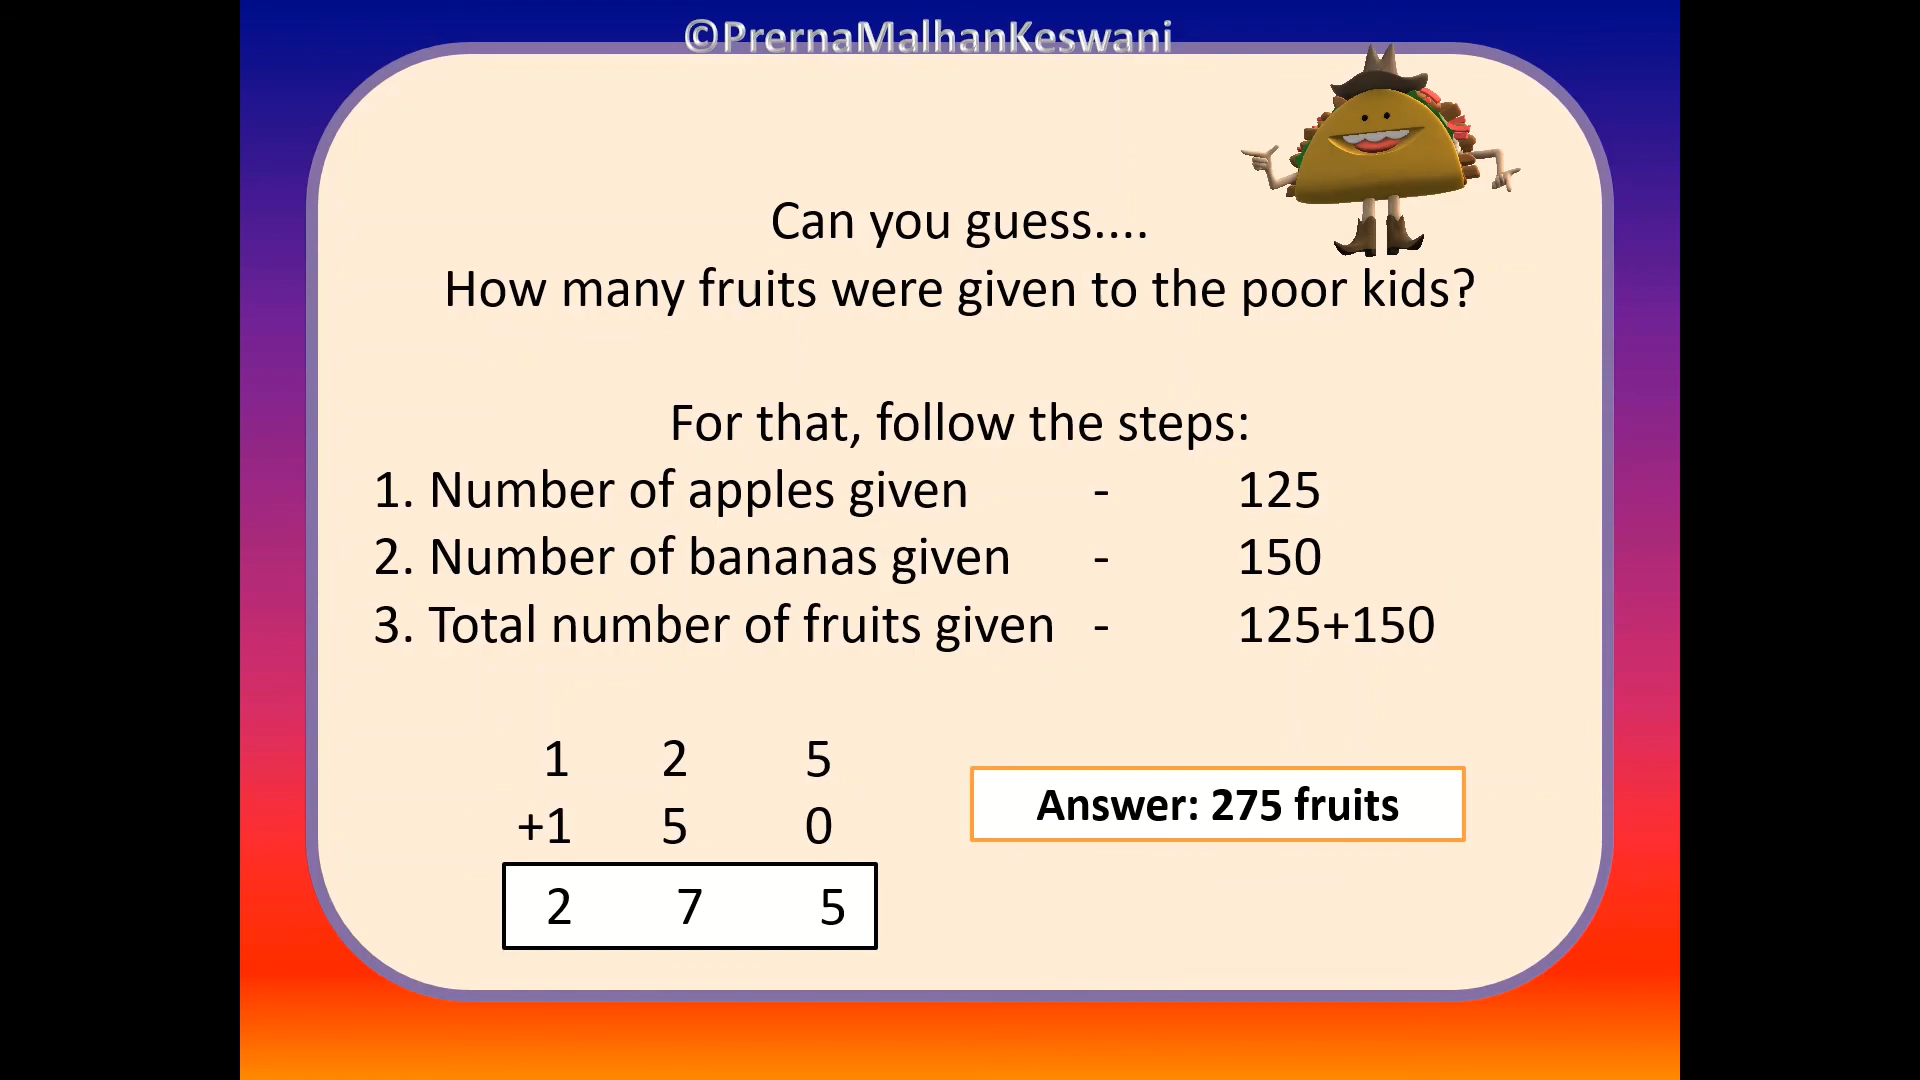 ©PrernaMalhanKeswani
Can you guess....
How many fruits were given to the poor kids?
For that, follow the steps:
1. Number of apples given - 125
2. Number of bananas given - 150
3. Total number of fruits given - 125+150
1 2 5
+1 5 0
2 7 5
Answer: 275 fruits